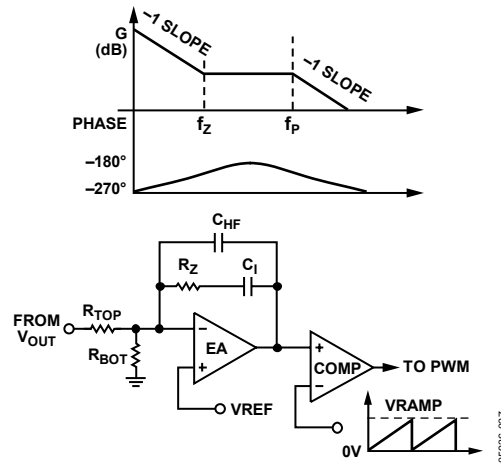 G
(dB)
–1 SLOPE
–1 SLOPE
PHASE
fZ
fP
–180°
–270°
CHF
RZ
CI
RTOP
FROM
VOUT
RBOT
–
EA
+
+
COMP
–
TO PWM
VREF
VRAMP
0V